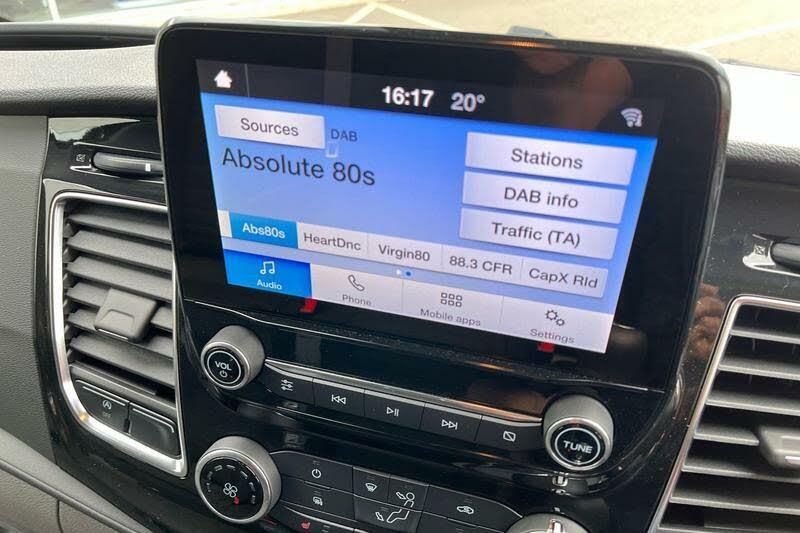 16:17 20°
Sources
DAB
Absolute 80s
Stations
DAB info
Traffic (TA)
Abs80s
HeartDnc
Virgin80
88.3 CFR
CapX Rld
Audio
Phone
Mobile apps
Settings
VOL
TUNE
OFF